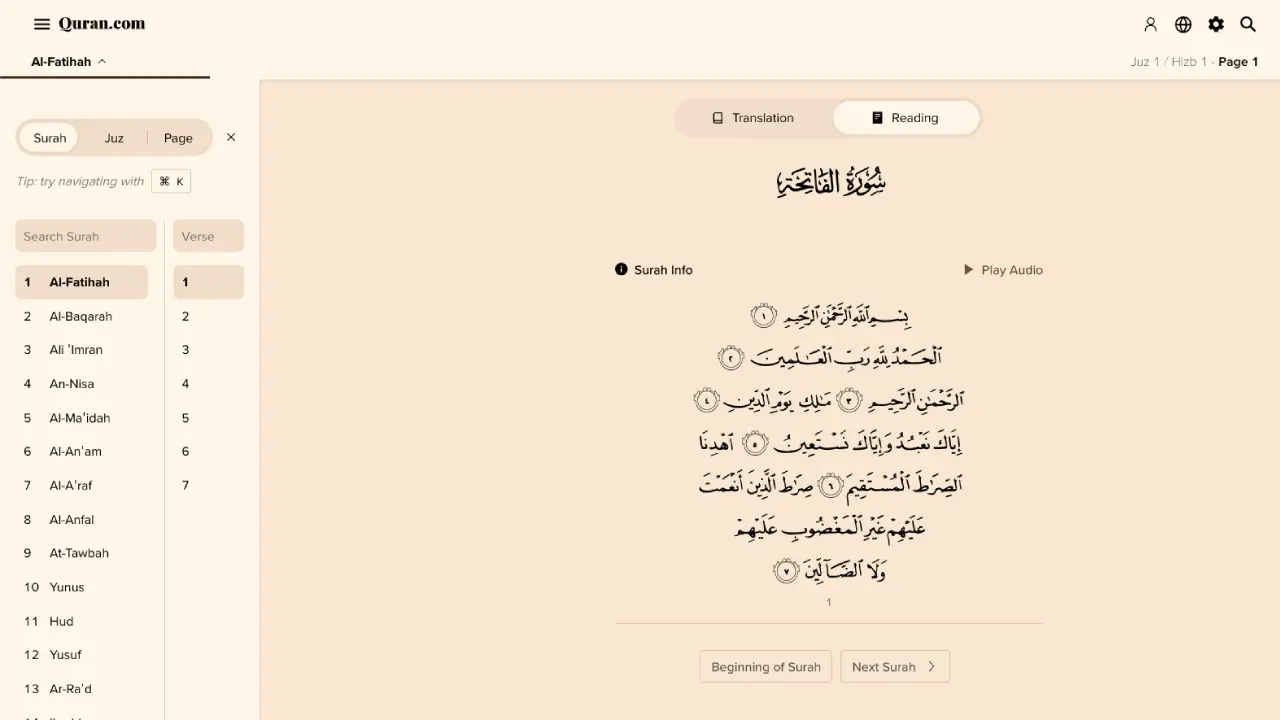 Quran.com
Al-Fatihah
Juz 1 / Hizb 1 - Page 1
Surah Juz Page
Tip: try navigating with ⌘ K
Search Surah Verse
1 Al-Fatihah 1
2 Al-Baqarah 2
3 Ali 'Imran 3
4 An-Nisa 4
5 Al-Ma'idah 5
6 Al-An'am 6
7 Al-A'raf 7
8 Al-Anfal
9 At-Tawbah
10 Yunus
11 Hud
12 Yusuf
13 Ar-Ra'd
Translation Reading
سُورَةُ الفَاتِحَةِ
Surah Info Play Audio
بِسْمِ ٱللَّهِ ٱلرَّحْمَٰنِ ٱلرَّحِيمِ ١
ٱلْحَمْدُ لِلَّهِ رَبِّ ٱلْعَٰلَمِينَ ٢
ٱلرَّحْمَٰنِ ٱلرَّحِيمِ ٣ مَٰلِكِ يَوْمِ ٱلدِّينِ ٤
إِيَّاكَ نَعْبُدُ وَإِيَّاكَ نَسْتَعِينُ ٥ ٱهْدِنَا
ٱلصِّرَٰطَ ٱلْمُسْتَقِيمَ ٦ صِرَٰطَ ٱلَّذِينَ أَنْعَمْتَ
عَلَيْهِمْ غَيْرِ ٱلْمَغْضُوبِ عَلَيْهِمْ
وَلَا ٱلضَّآلِّينَ ٧
1
Beginning of Surah Next Surah